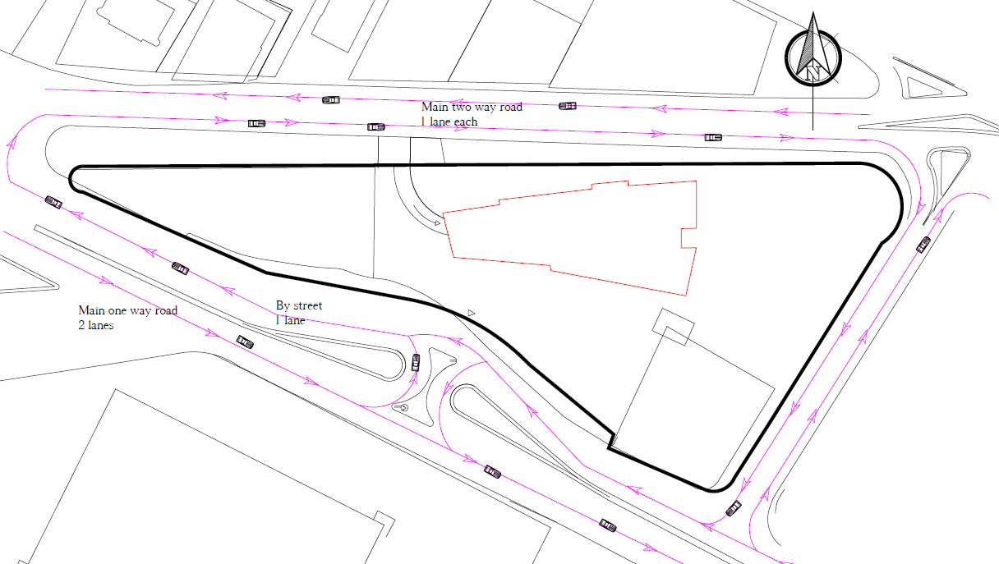 N
Main two way road
1 lane each
By street
1 lane
Main one way road
2 lanes